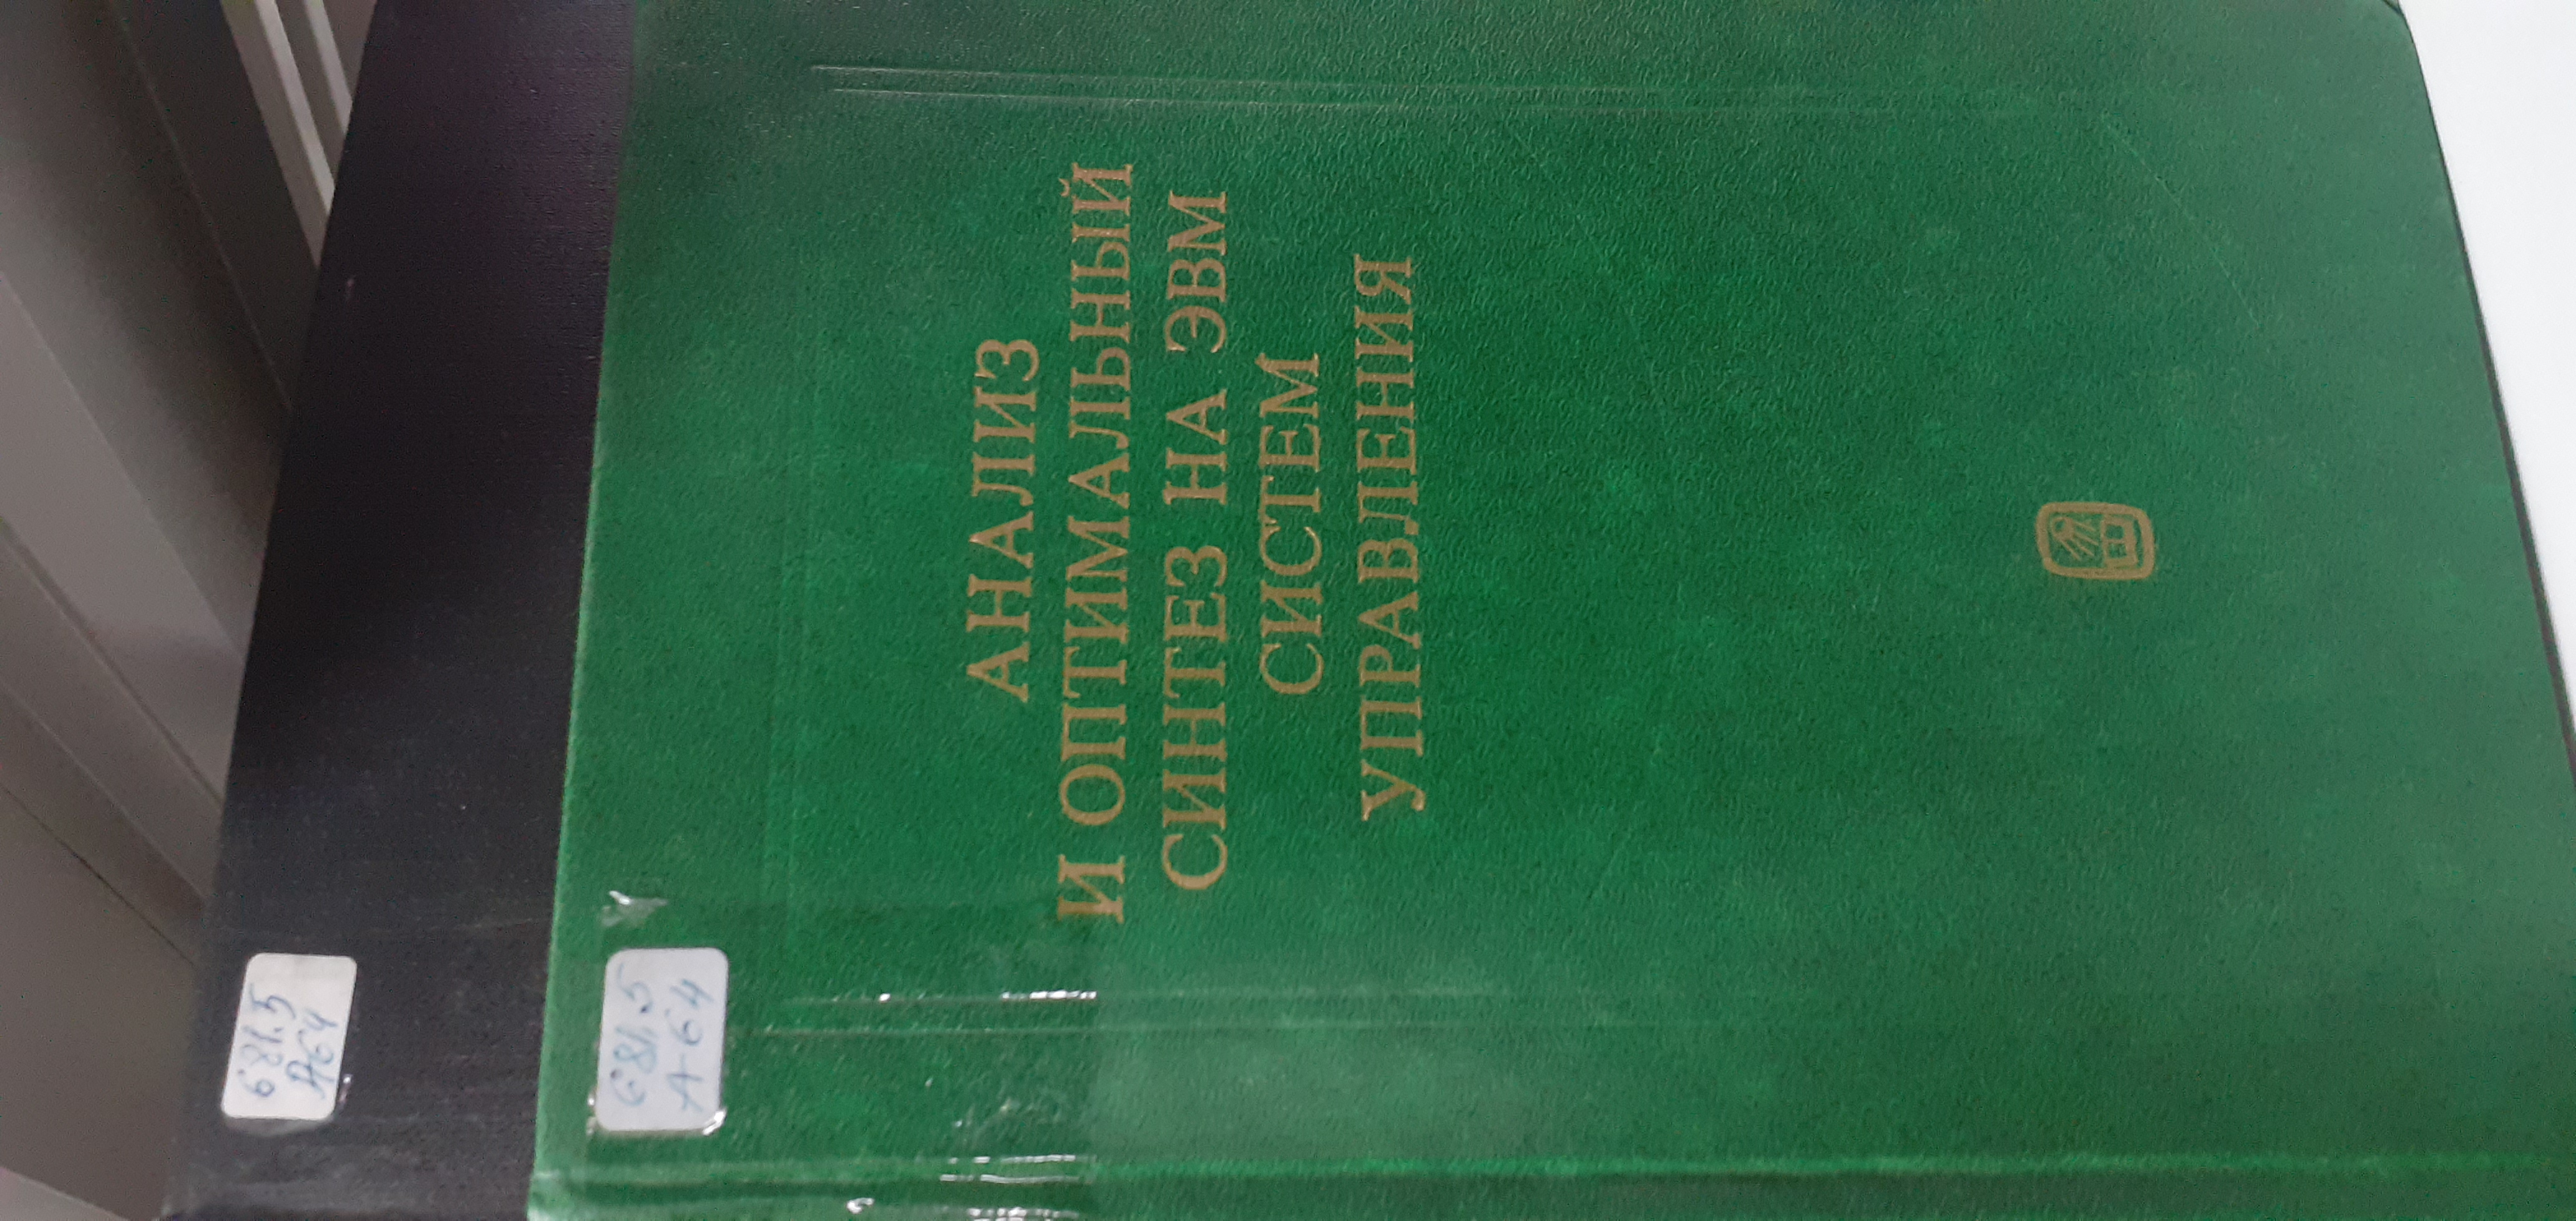 АНАЛИЗ
И ОПТИМАЛЬНЫЙ
СИНТЕЗ НА ЭВМ
СИСТЕМ
УПРАВЛЕНИЯ
681.5
А64
681.5
А-64